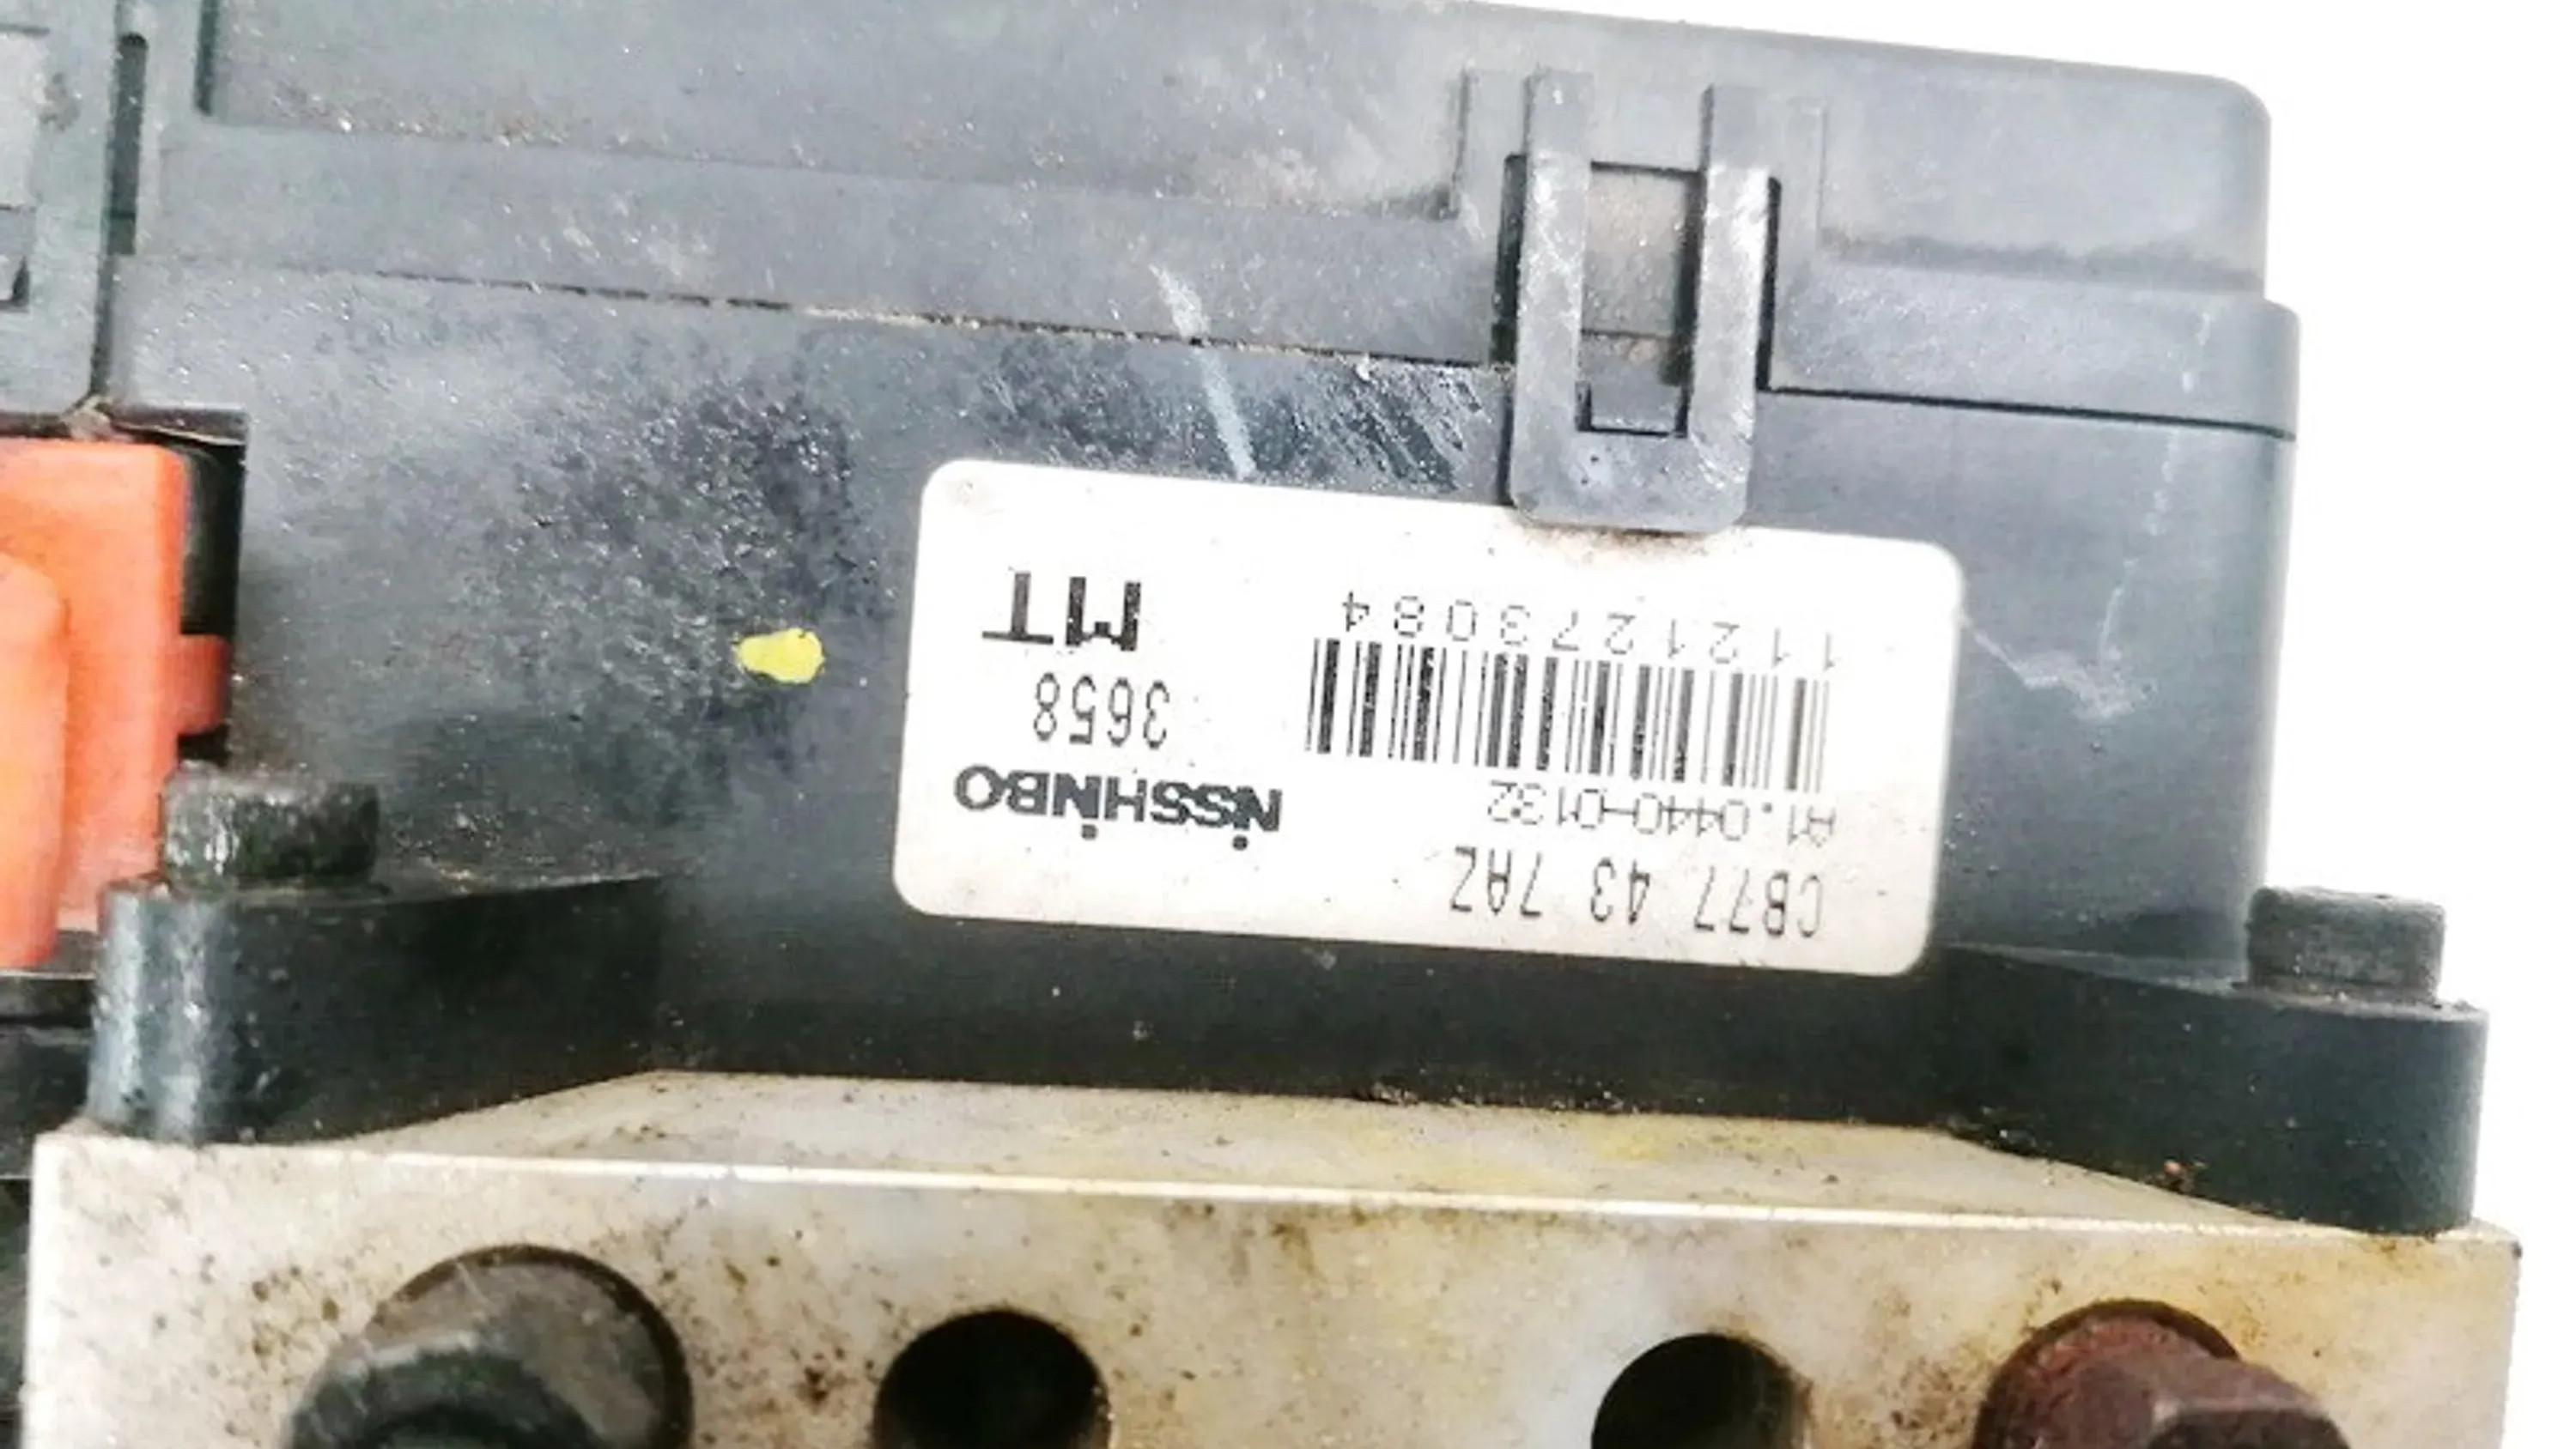 CB77 43 7AZ
A1.0440-0132
NISSHINBO
3658
1121273084
MT